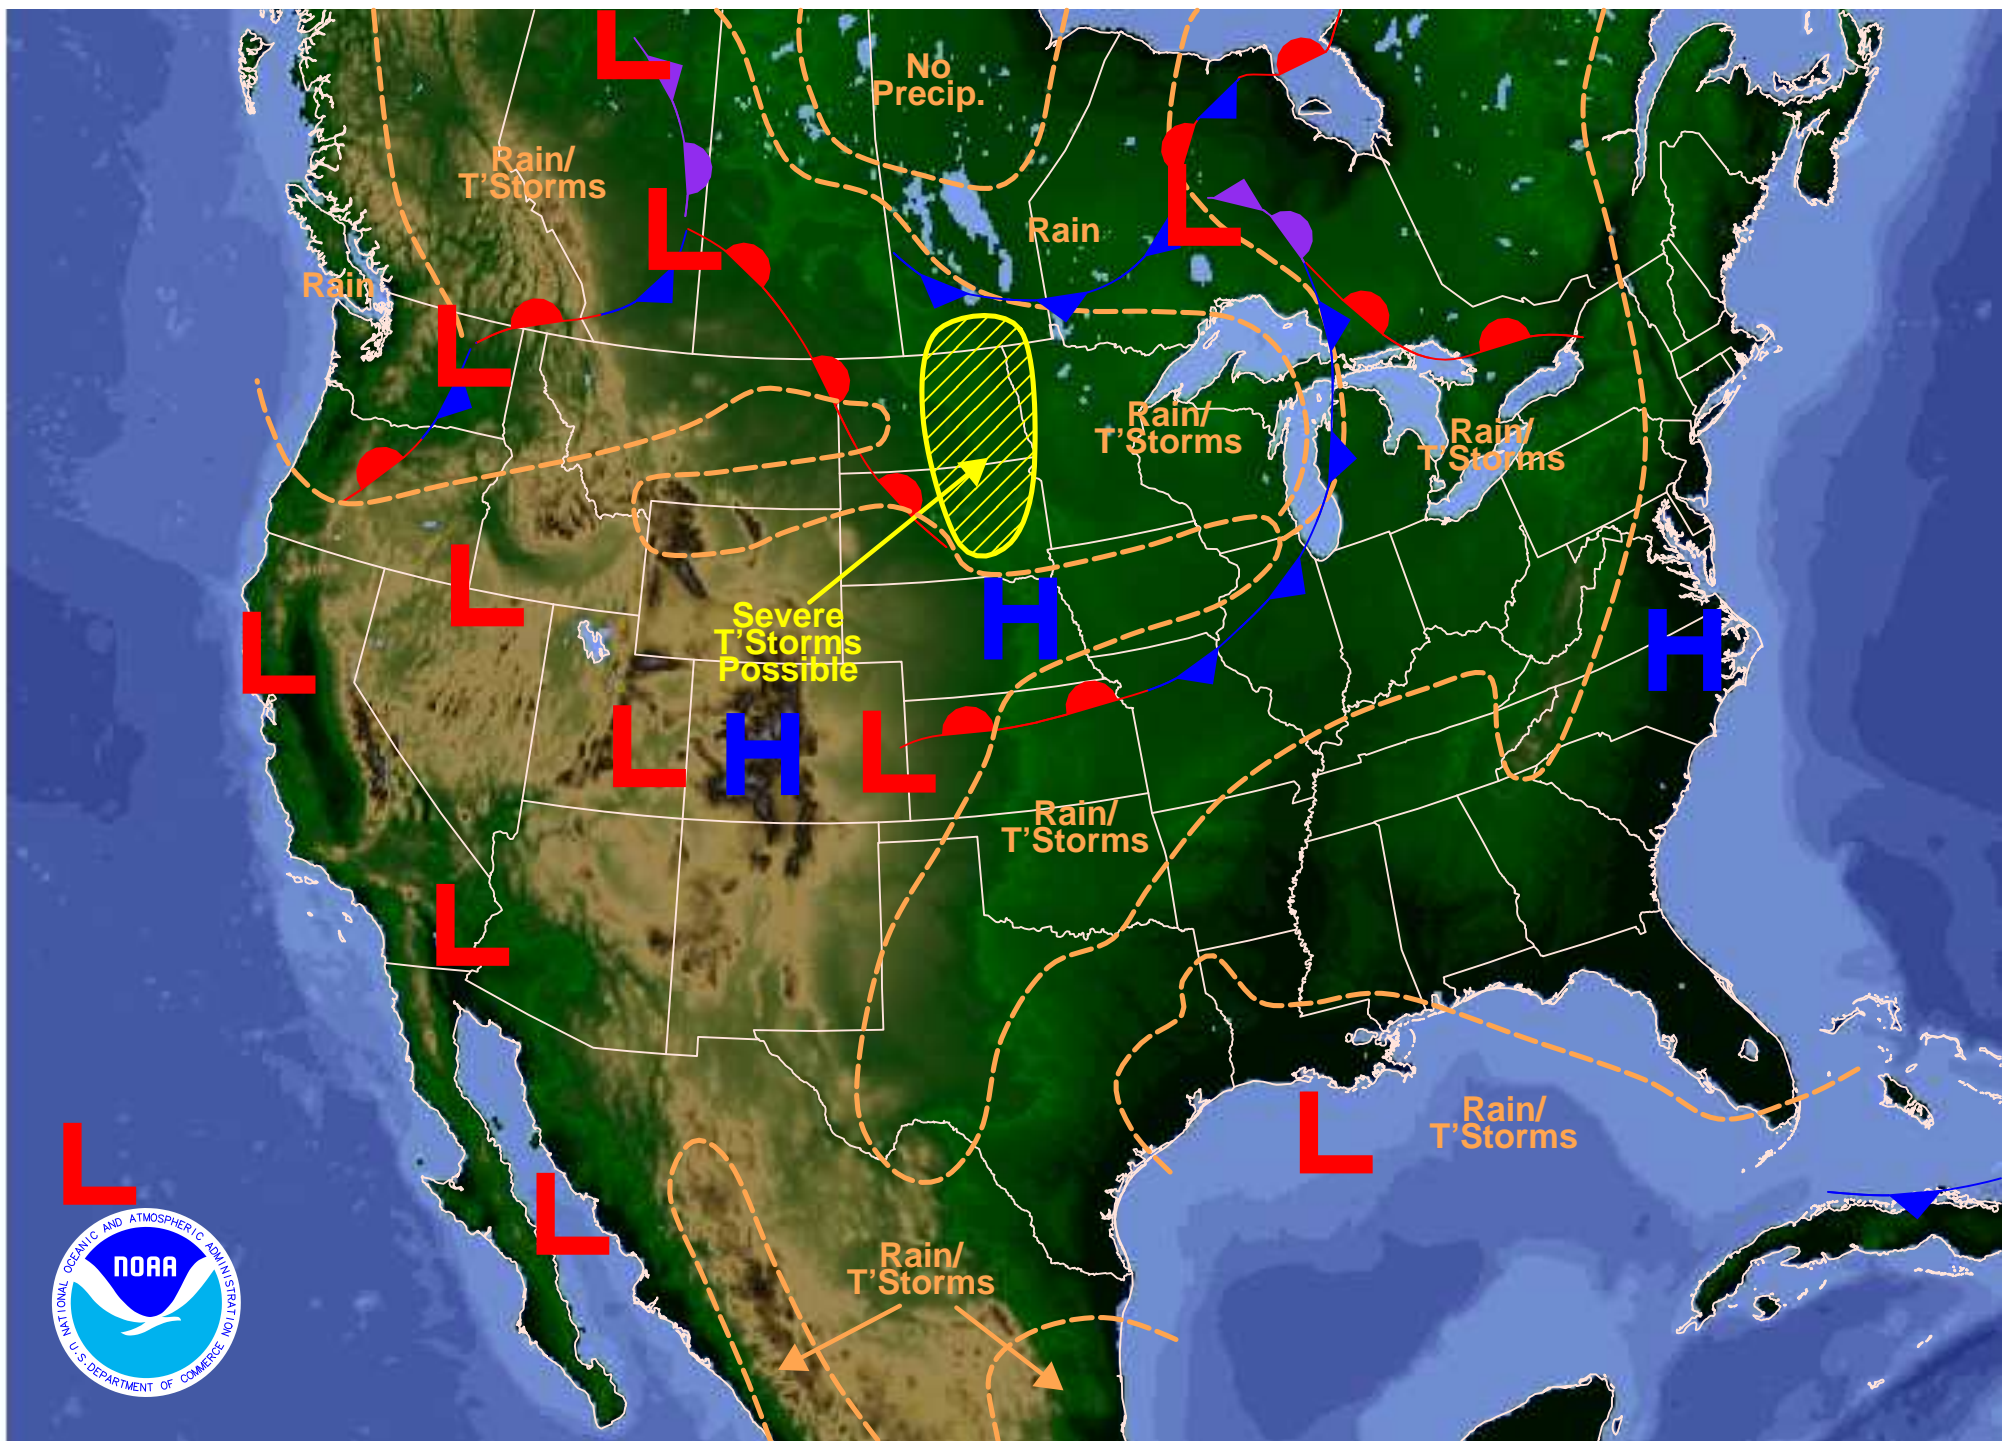 No
Precip.
Rain/
T'Storms
Rain
Rain
Rain/
T'Storms
Rain/
T'Storms
Severe
T'Storms
Possible
Rain/
T'Storms
Rain/
T'Storms
Rain/
T'Storms
L
L
L
L
L
L
L
L
L
L
L
L
H
H
H
NATIONAL OCEANIC AND ATMOSPHERIC ADMINISTRATION
NOAA
U.S. DEPARTMENT OF COMMERCE